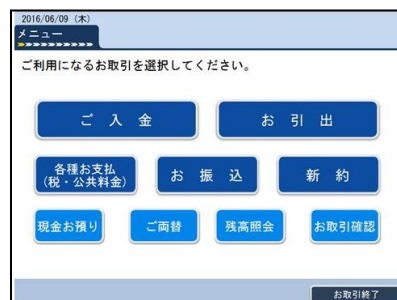 2016/06/09 (木)
メニュー
ご利用になるお取引を選択してください。
ご 入 金
お 引 出
各種お支払
(税・公共料金)
お 振 込
新 約
現金お預り
ご両替
残高照会
お取引確認
お取引終了